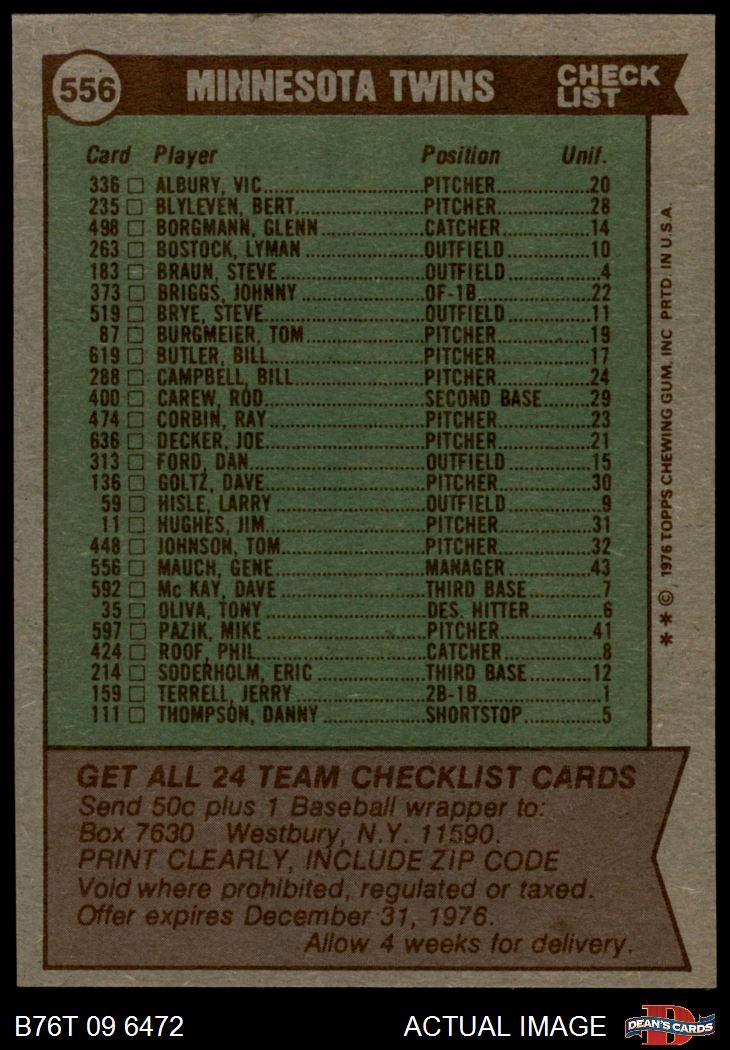 556 MINNESOTA TWINS CHECK LIST
Card Player Position Unif.
336 □ ALBURY, VIC PITCHER 20
235 □ BLYLEVEN, BERT PITCHER 28
498 □ BORGMANN, GLENN CATCHER 14
263 □ BOSTOCK, LYMAN OUTFIELD 10
183 □ BRAUN, STEVE OUTFIELD 4
373 □ BRIGGS, JOHNNY OF-1B 22
519 □ BRYE, STEVE OUTFIELD 11
87 □ BURGMEIER, TOM PITCHER 19
619 □ BUTLER, BILL PITCHER 17
288 □ CAMPBELL, BILL PITCHER 24
400 □ CAREW, ROD SECOND BASE 29
474 □ CORBIN, RAY PITCHER 23
636 □ DECKER, JOE PITCHER 21
313 □ FORD, DAN OUTFIELD 15
136 □ GOLTZ, DAVE PITCHER 30
59 □ HISLE, LARRY OUTFIELD 9
11 □ HUGHES, JIM PITCHER 31
448 □ JOHNSON, TOM PITCHER 32
556 □ MAUCH, GENE MANAGER 43
592 □ Mc KAY, DAVE THIRD BASE 7
35 □ OLIVA, TONY DES. HITTER 6
597 □ PAZIK, MIKE PITCHER 41
424 □ ROOF, PHIL CATCHER 8
214 □ SODERHOLM, ERIC THIRD BASE 12
159 □ TERRELL, JERRY 2B-1B 1
111 □ THOMPSON, DANNY SHORTSTOP 5
* * © 1976 TOPPS CHEWING GUM, INC PRTD. IN U.S.A.
GET ALL 24 TEAM CHECKLIST CARDS
Send 50c plus 1 Baseball wrapper to:
Box 7630 Westbury, N.Y. 11590.
PRINT CLEARLY, INCLUDE ZIP CODE
Void where prohibited, regulated or taxed.
Offer expires December 31, 1976.
Allow 4 weeks for delivery.
B76T 09 6472 ACTUAL IMAGE D DEAN'S CARDS